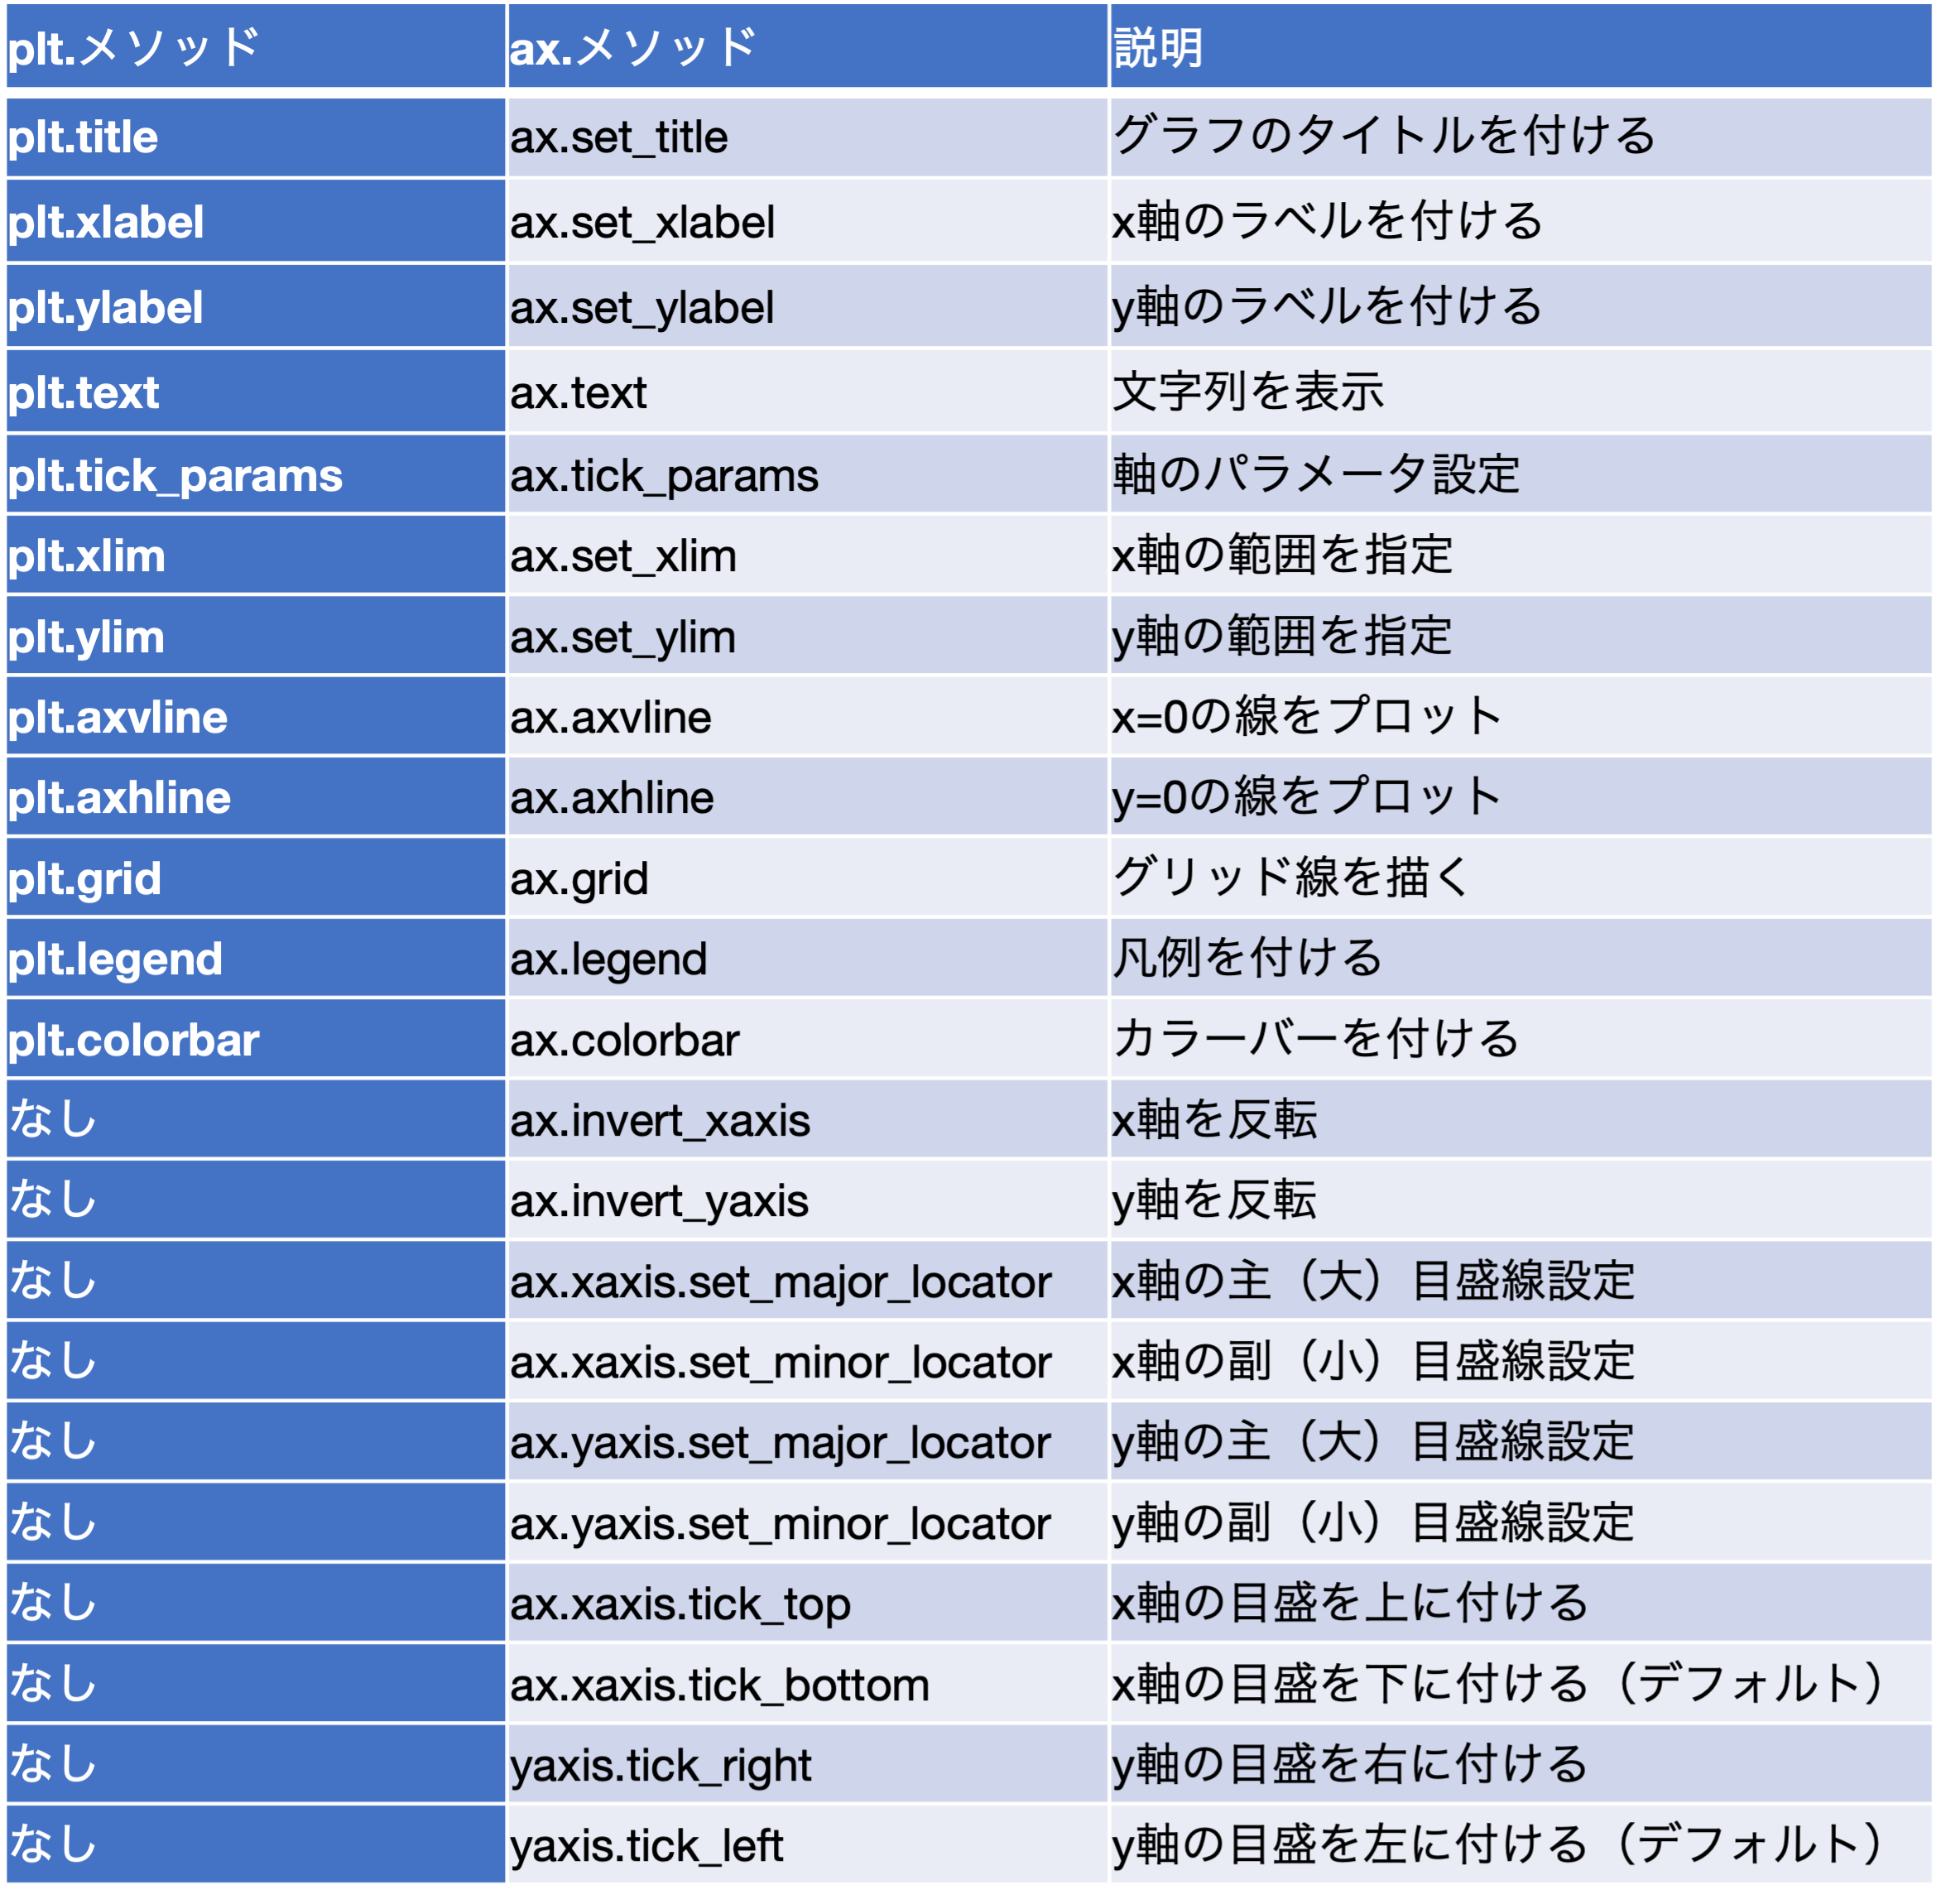 plt.メソッド ax.メソッド 説明
plt.title ax.set_title グラフのタイトルを付ける
plt.xlabel ax.set_xlabel x軸のラベルを付ける
plt.ylabel ax.set_ylabel y軸のラベルを付ける
plt.text ax.text 文字列を表示
plt.tick_params ax.tick_params 軸のパラメータ設定
plt.xlim ax.set_xlim x軸の範囲を指定
plt.ylim ax.set_ylim y軸の範囲を指定
plt.axvline ax.axvline x=0の線をプロット
plt.axhline ax.axhline y=0の線をプロット
plt.grid ax.grid グリッド線を描く
plt.legend ax.legend 凡例を付ける
plt.colorbar ax.colorbar カラーバーを付ける
なし ax.invert_xaxis x軸を反転
なし ax.invert_yaxis y軸を反転
なし ax.xaxis.set_major_locator x軸の主（大）目盛線設定
なし ax.xaxis.set_minor_locator x軸の副（小）目盛線設定
なし ax.yaxis.set_major_locator y軸の主（大）目盛線設定
なし ax.yaxis.set_minor_locator y軸の副（小）目盛線設定
なし ax.xaxis.tick_top x軸の目盛を上に付ける
なし ax.xaxis.tick_bottom x軸の目盛を下に付ける（デフォルト）
なし yaxis.tick_right y軸の目盛を右に付ける
なし yaxis.tick_left y軸の目盛を左に付ける（デフォルト）